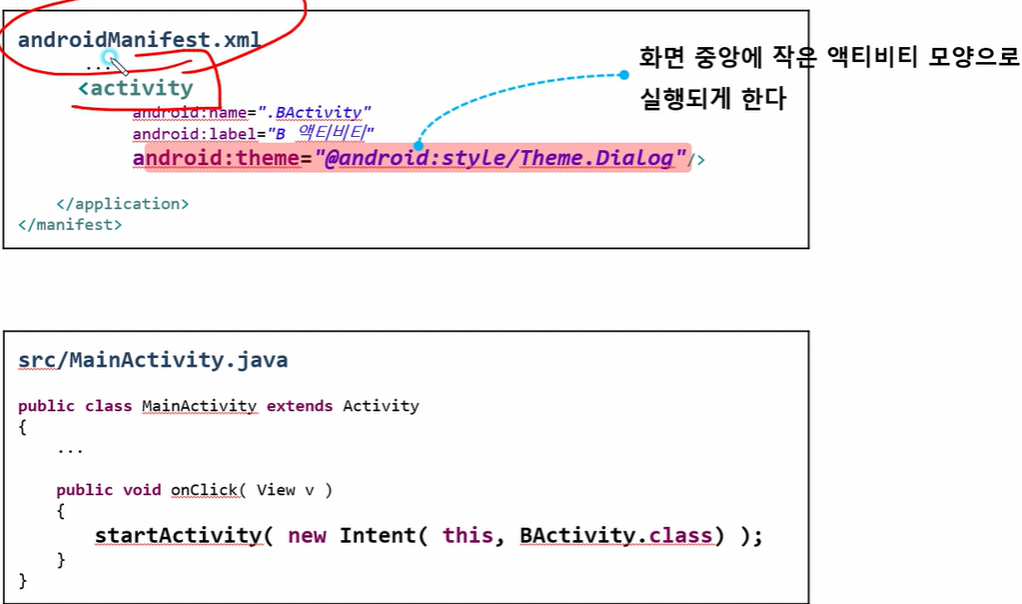 androidManifest.xml
...
<activity
android:name=".BActivity"
android:label="B 액티비티"
android:theme="@android:style/Theme.Dialog"/>
</application>
</manifest>
화면 중앙에 작은 액티비티 모양으로
실행되게 한다
src/MainActivity.java
public class MainActivity extends Activity
{
...
public void onClick( View v )
{
startActivity( new Intent( this, BActivity.class) );
}
}